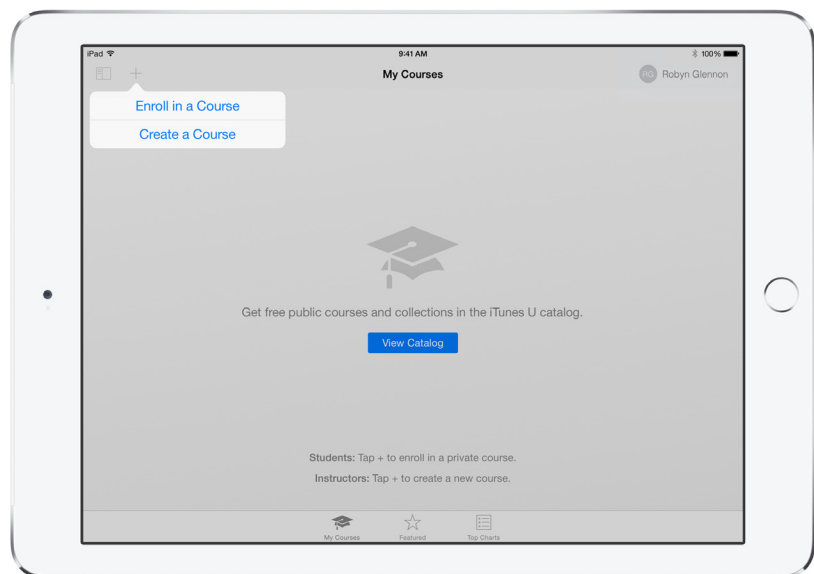 iPad 9:41 AM 100%
My Courses
RG Robyn Glennon
Enroll in a Course
Create a Course
Get free public courses and collections in the iTunes U catalog.
View Catalog
Students: Tap + to enroll in a private course.
Instructors: Tap + to create a new course.
My Courses Featured Top Charts